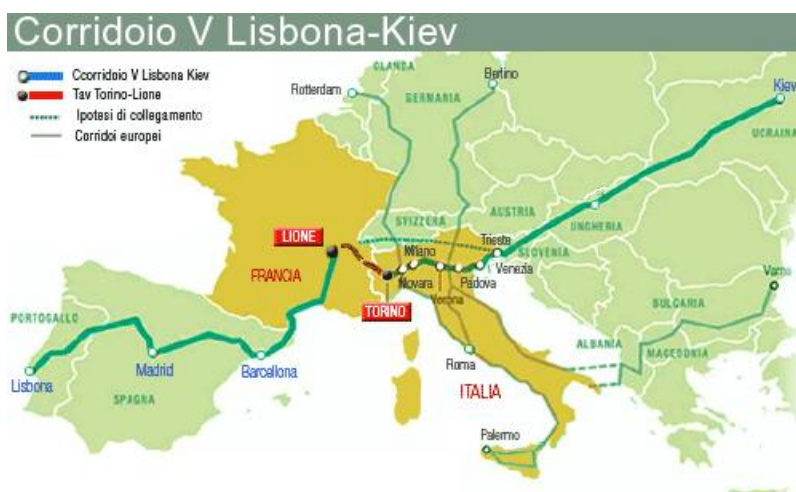 Corridoio V Lisbona-Kiev
Ccorridoio V Lisbona Kiev
Tav Torino-Lione
Ipotesi di collegamento
Corridoi europei
OLANDA
Rotterdam
Berlino
GERMANIA
Kiev
UCRAINA
LIONE
SVIZZERA
AUSTRIA
UNGHERIA
Milano
Trieste
SLOVENIA
FRANCIA
Novara
Verona
Padova
Venezia
TORINO
Varna
BULGARIA
PORTOGALLO
ALBANIA
MACEDONIA
Lisbona
Madrid
Barcellona
Roma
ITALIA
SPAGNA
Palermo